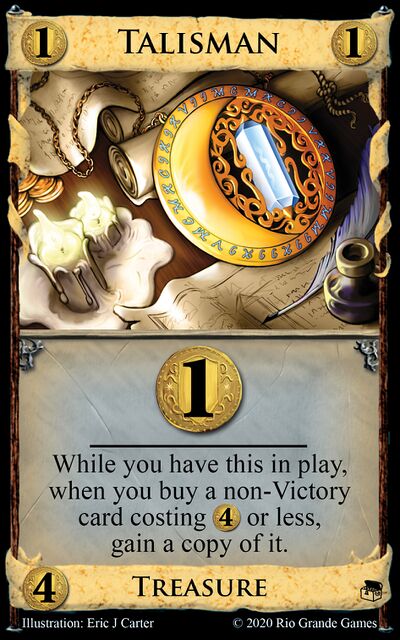 1 TALISMAN 1
1
While you have this in play,
when you buy a non-Victory
card costing 4 or less,
gain a copy of it.
4 TREASURE
Illustration: Eric J Carter © 2020 Rio Grande Games